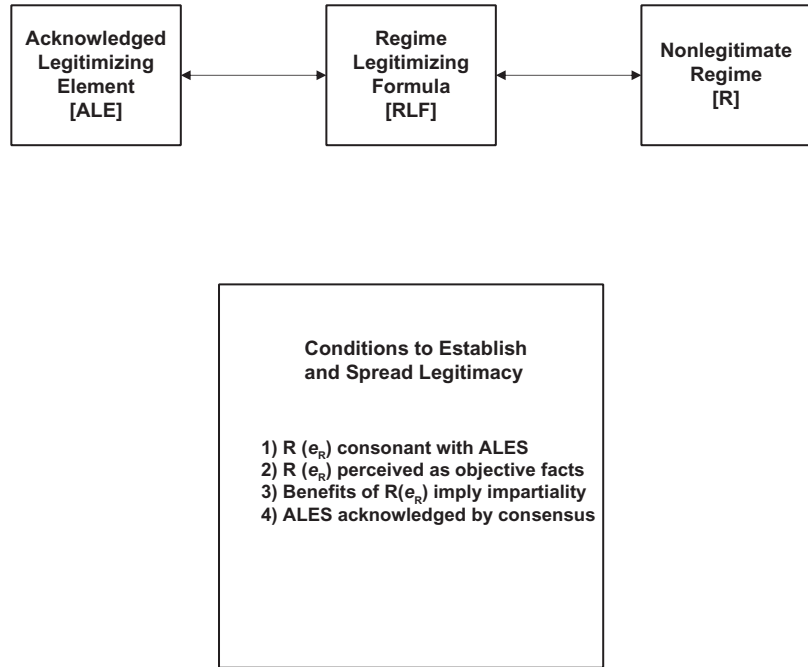 Acknowledged
Legitimizing
Element
[ALE]
Regime
Legitimizing
Formula
[RLF]
Nonlegitimate
Regime
[R]
Conditions to Establish
and Spread Legitimacy
1) R (eR) consonant with ALES
2) R (eR) perceived as objective facts
3) Benefits of R(eR) imply impartiality
4) ALES acknowledged by consensus